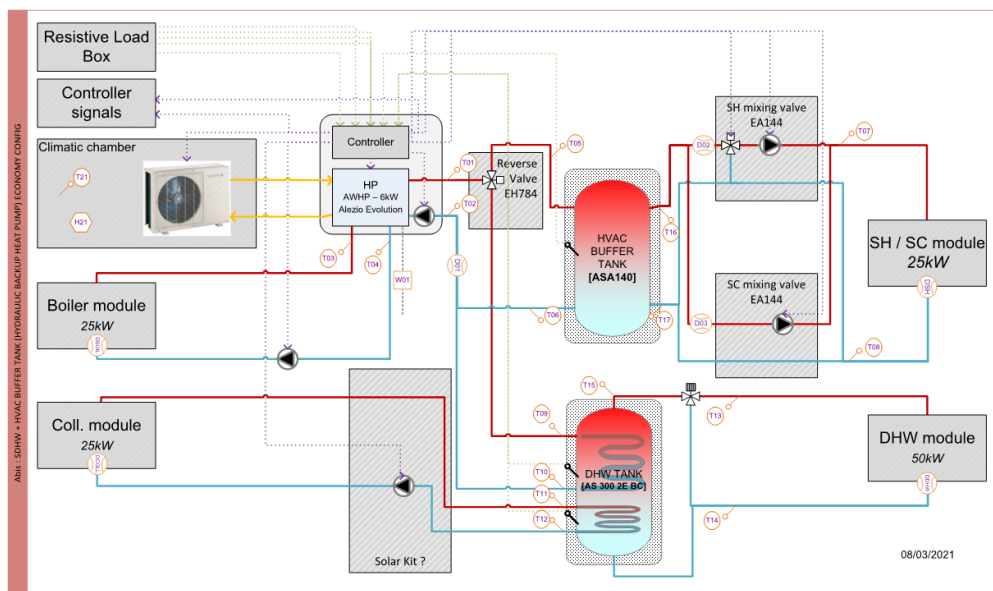 Abis : SDHW + HVAC BUFFER TANK (HYDRAULIC BACKUP HEAT PUMP) ECONOMY CONFIG
Resistive Load
Box
Controller
signals
Climatic chamber
T21
H21
Controller
HP
AWHP – 6kW
Alezio Evolution
T01
T02
T03
T04
W01
D01
Reverse
Valve
EH784
T05
T06
HVAC
BUFFER
TANK
[ASA140]
T16
T17
SH mixing valve
EA144
D02
T07
SC mixing valve
EA144
D03
T08
SH / SC module
25kW
DSH
Boiler module
25kW
DBOIL
Coll. module
25kW
DCOL
Solar Kit ?
T15
T09
T10
T11
T12
DHW TANK
[AS 300 2E BC]
T13
T14
DHW module
50kW
08/03/2021